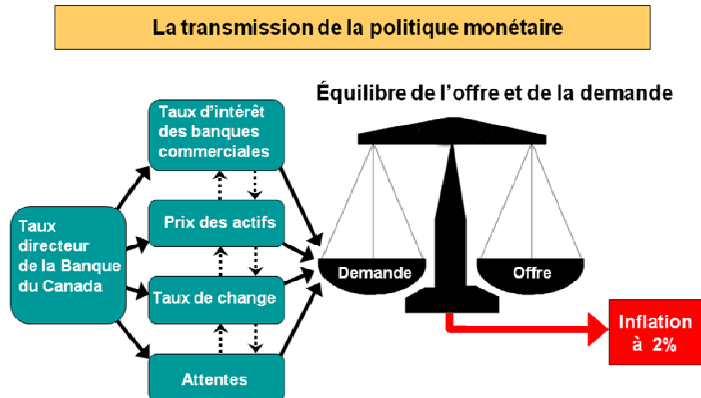 La transmission de la politique monétaire
Équilibre de l'offre et de la demande
Taux d'intérêt
des banques
commerciales
Prix des actifs
Taux
directeur
de la Banque
du Canada
Taux de change
Attentes
Demande
Offre
Inflation
à 2%